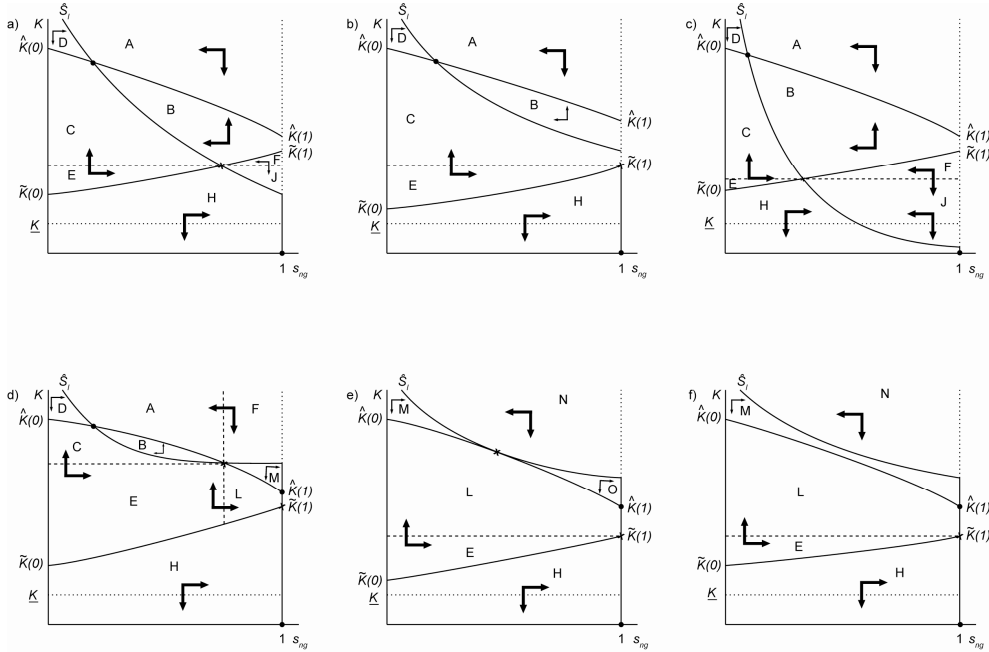 a) K Ŝ_l
K̂(0)
D A
B
C
K̂(1)
K̃(1)
F
E J
K̃(0)
H
K
1 s_ng
b) K Ŝ_l
K̂(0)
D A
B
C
K̂(1)
K̃(1)
E
K̃(0)
H
K
1 s_ng
c) K Ŝ_l
K̂(0)
D A
B
C
K̂(1)
K̃(1)
F
E
K̃(0)
H J
K
1 s_ng
d) K Ŝ_l
D A F
K̂(0)
C B
M
K̂(1)
E L
K̃(1)
K̃(0)
H
K
1 s_ng
e) K Ŝ_l
M N
K̂(0)
L O
K̂(1)
K̃(1)
E
K̃(0)
H
K
1 s_ng
f) K Ŝ_l
M N
K̂(0)
L
K̂(1)
K̃(1)
E
K̃(0)
H
K
1 s_ng